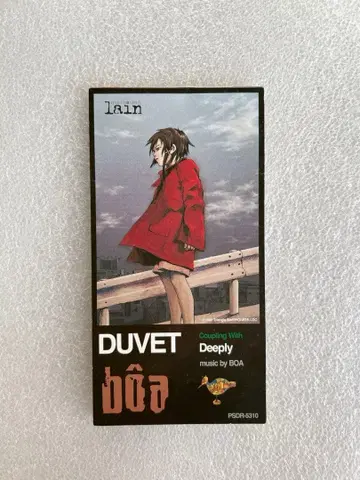 lain
DUVET
Coupling With
Deeply
music by BOA
bôa
PSDR-5310